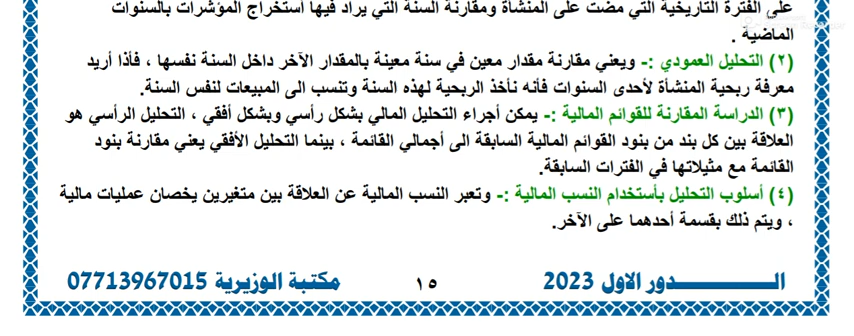 على الفترة التاريخية التي مضت على المنشاة ومقارنة السنة التي يراد فيها أستخراج المؤشرات بالسنوات
الماضية .
(٢) التحليل العمودي :- ويعني مقارنة مقدار معين في سنة معينة بالمقدار الآخر داخل السنة نفسها ، فأذا أريد
معرفة ربحية المنشأة لأحدى السنوات فأنه نأخذ الربحية لهذه السنة وتنسب الى المبيعات لنفس السنة.
(٣) الدراسة المقارنة للقوائم المالية :- يمكن أجراء التحليل المالي بشكل رأسي وبشكل أفقي ، التحليل الرأسي هو
العلاقة بين كل بند من بنود القوائم المالية السابقة الى أجمالي القائمة ، بينما التحليل الأفقي يعني مقارنة بنود
القائمة مع مثيلاتها في الفترات السابقة.
(٤) أسلوب التحليل بأستخدام النسب المالية :- وتعبر النسب المالية عن العلاقة بين متغيرين يخصان عمليات مالية
، ويتم ذلك بقسمة أحدهما على الآخر.
الـــــــدور الاول 2023 ١٥ مكتبة الوزيرية 07713967015